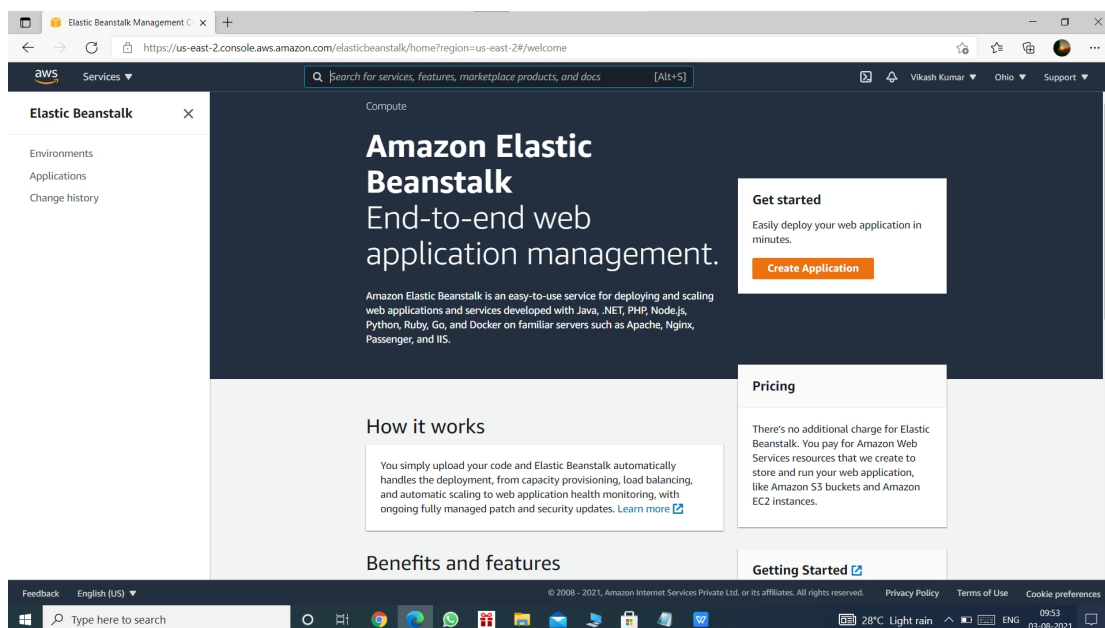 Elastic Beanstalk Management C
https://us-east-2.console.aws.amazon.com/elasticbeanstalk/home?region=us-east-2#/welcome
aws
Services ▼
Search for services, features, marketplace products, and docs
[Alt+S]
Vikash Kumar ▼
Ohio ▼
Support ▼
Elastic Beanstalk
Environments
Applications
Change history
Compute
Amazon Elastic
Beanstalk
End-to-end web
application management.
Amazon Elastic Beanstalk is an easy-to-use service for deploying and scaling
web applications and services developed with Java, .NET, PHP, Node.js,
Python, Ruby, Go, and Docker on familiar servers such as Apache, Nginx,
Passenger, and IIS.
Get started
Easily deploy your web application in
minutes.
Create Application
Pricing
There's no additional charge for Elastic
Beanstalk. You pay for Amazon Web
Services resources that we create to
store and run your web application,
like Amazon S3 buckets and Amazon
EC2 instances.
How it works
You simply upload your code and Elastic Beanstalk automatically
handles the deployment, from capacity provisioning, load balancing,
and automatic scaling to web application health monitoring, with
ongoing fully managed patch and security updates. Learn more
Benefits and features
Getting Started
Feedback
English (US) ▼
© 2008 - 2021, Amazon Internet Services Private Ltd. or its affiliates. All rights reserved.
Privacy Policy
Terms of Use
Cookie preferences
Type here to search
28°C Light rain
ENG
09:53
03-08-2021